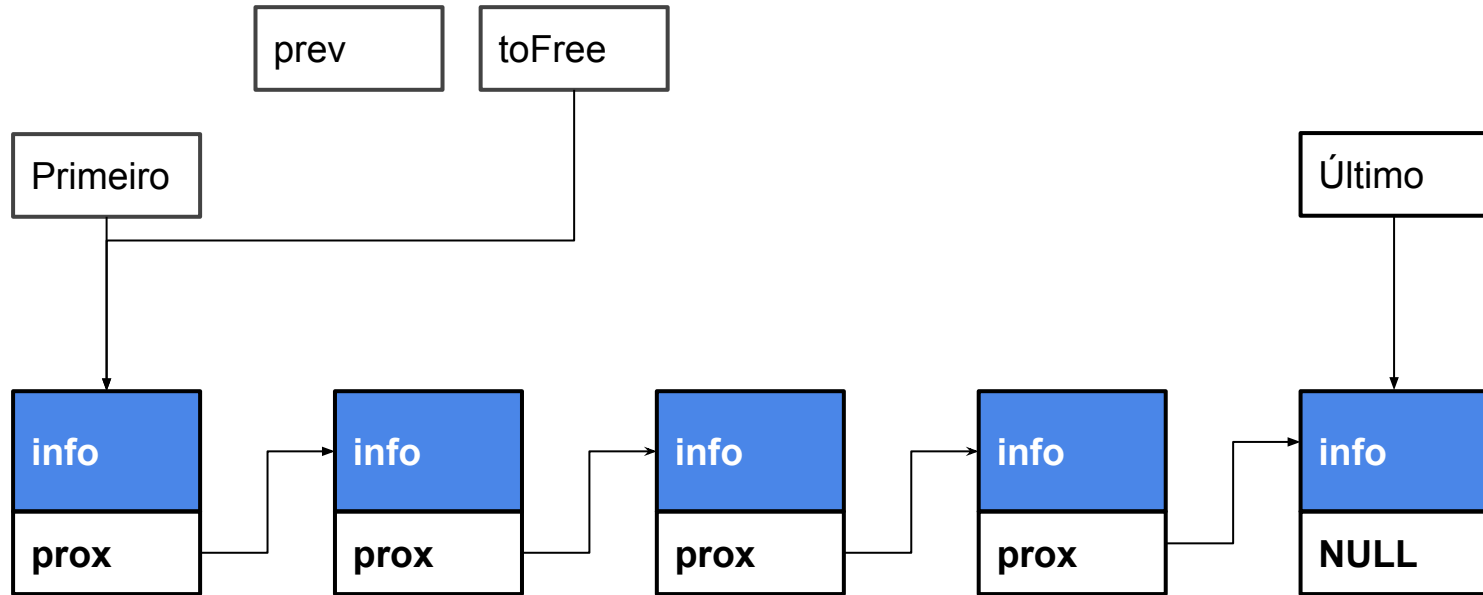 prev
toFree
Primeiro
Último
info
info
info
info
info
prox
prox
prox
prox
NULL